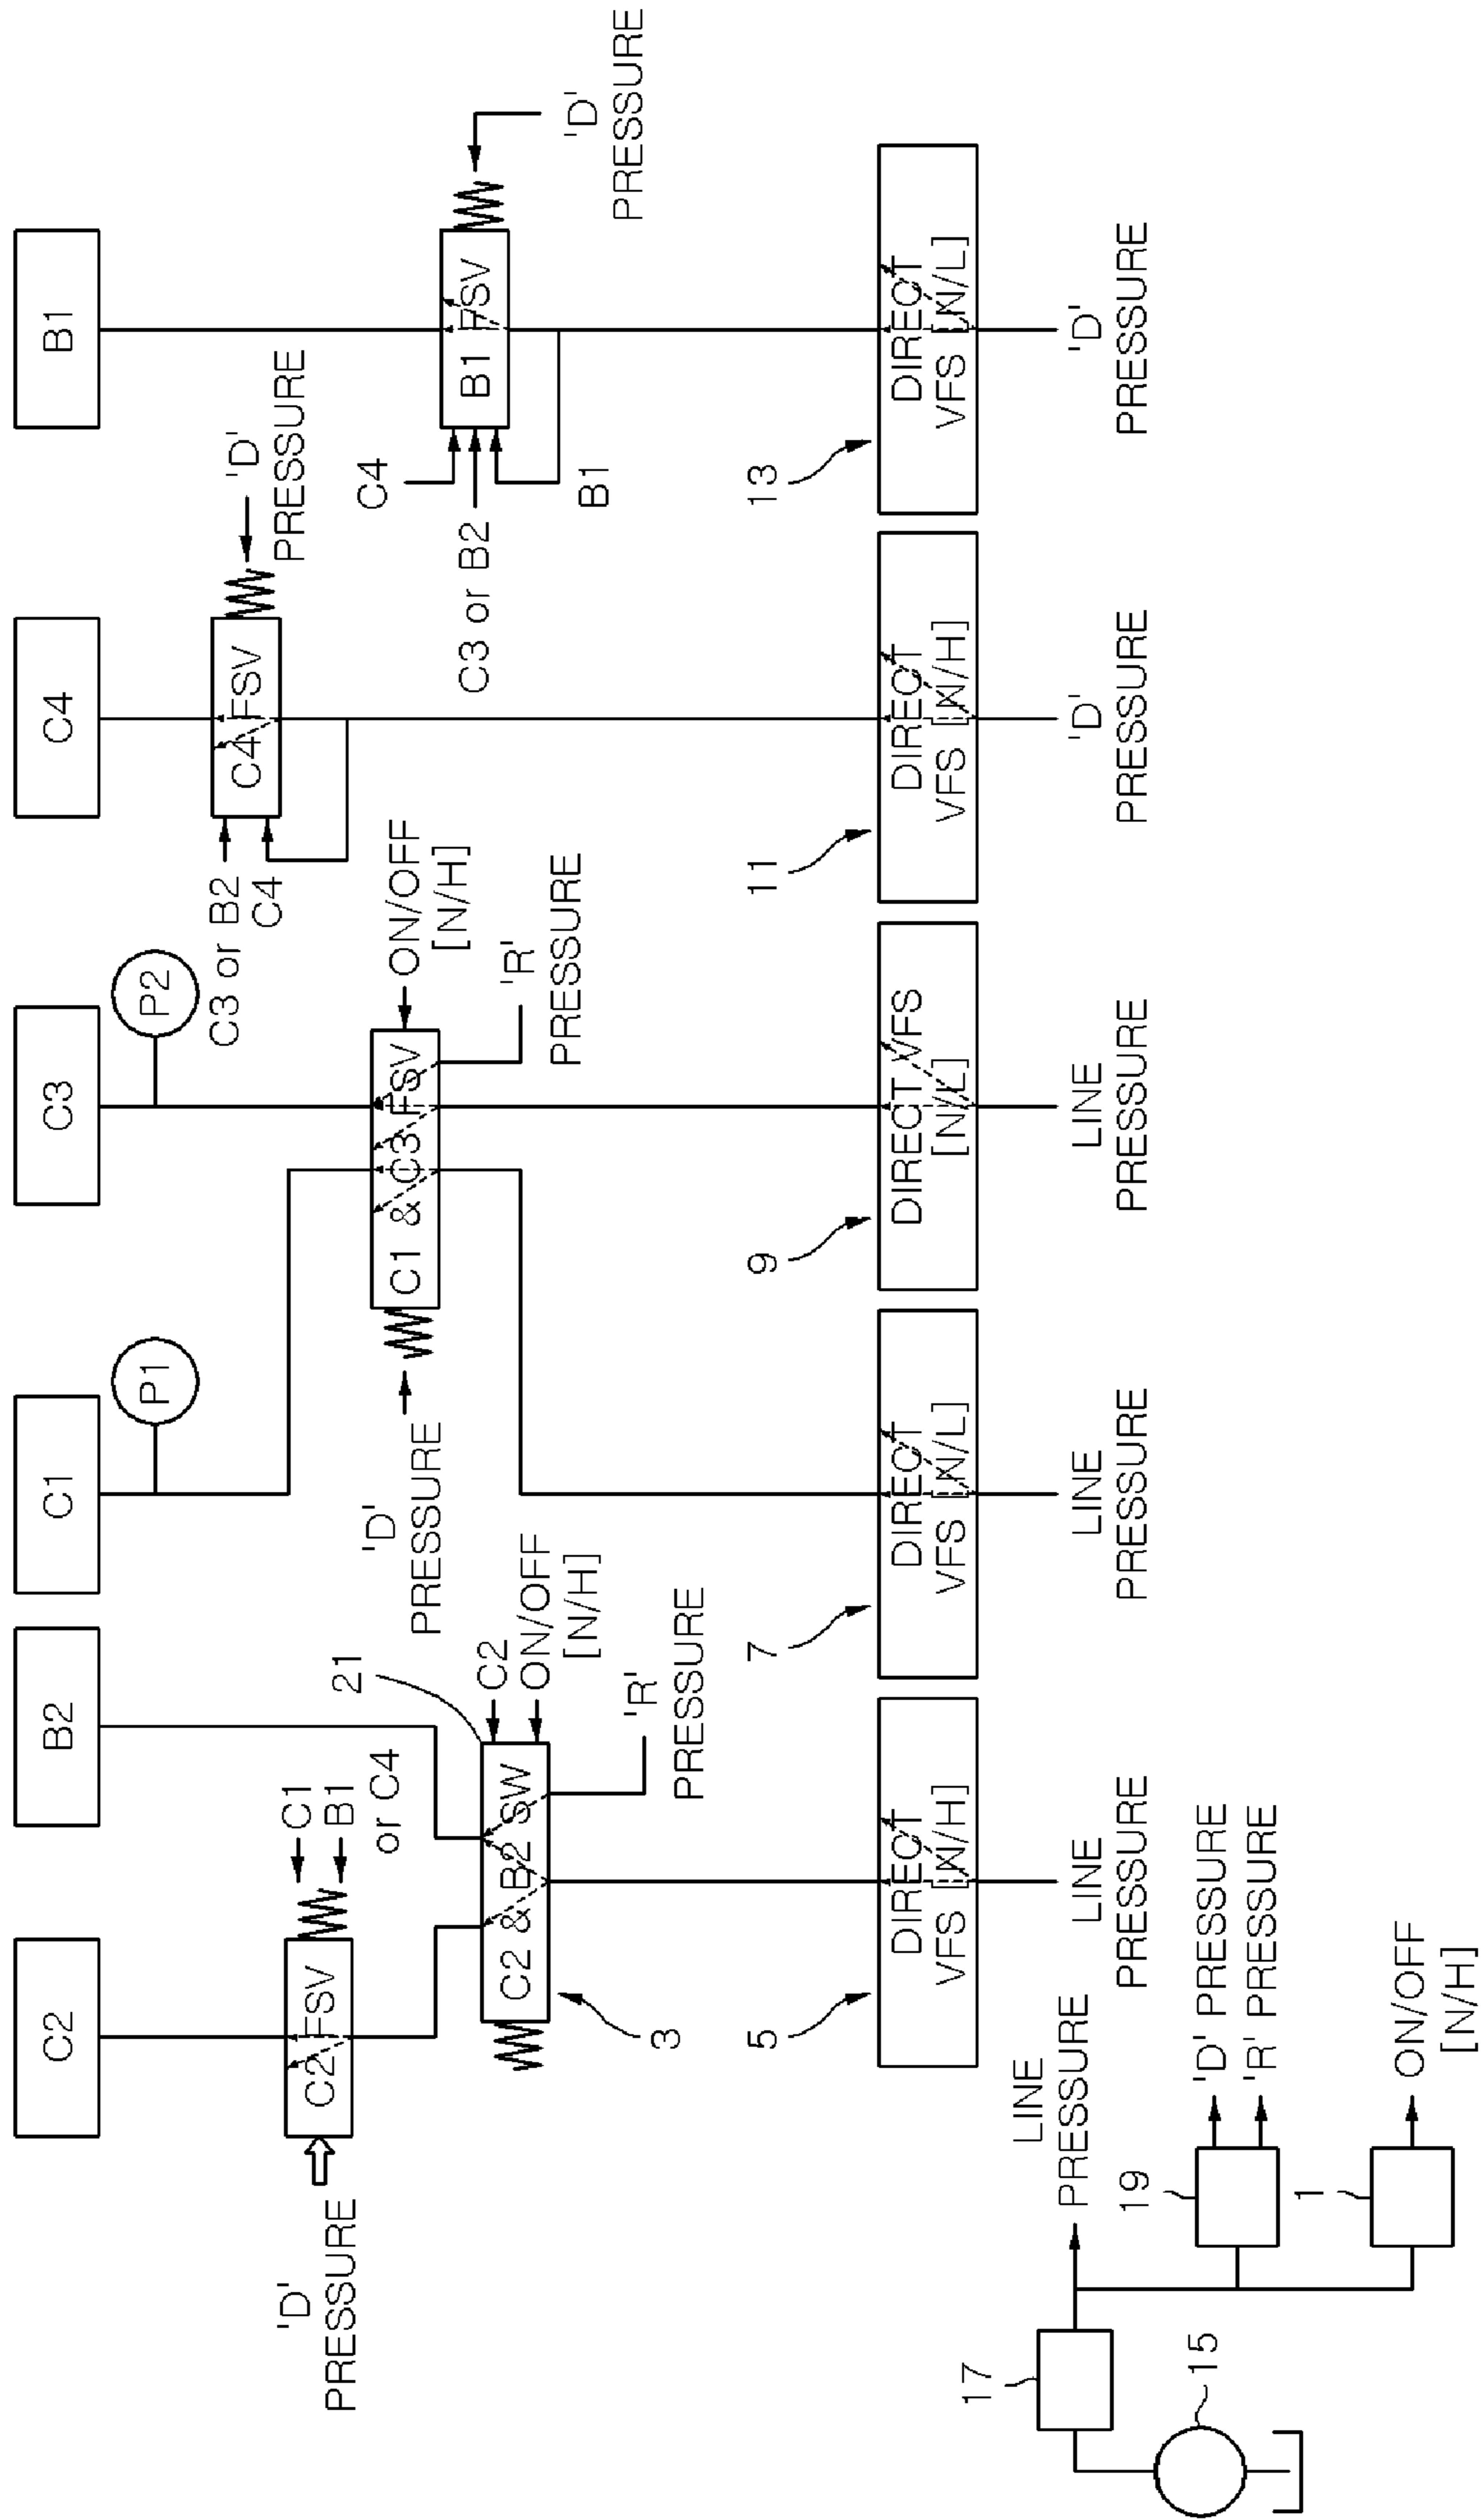 C2
B2
C1
C3
C4
B1
P1
P2
'D'
PRESSURE
C2 FSV
C1
B1
or C4
21
C2 & B2 SW
C2
ON/OFF
[N/H]
'R'
PRESSURE
3
'D'
PRESSURE
C1 & C3 FSV
ON/OFF
[N/H]
'R'
PRESSURE
C3 or B2
C4
C4 FSV
'D'
PRESSURE
C4
C3 or B2
B1
B1 FSV
'D'
PRESSURE
5
DIRECT
VFS [N/H]
LINE
PRESSURE
7
DIRECT
VFS [N/L]
LINE
PRESSURE
9
DIRECT VFS
[N/L]
LINE
PRESSURE
11
DIRECT
VFS [N/H]
'D'
PRESSURE
13
DIRECT
VFS [N/L]
'D'
PRESSURE
17
15
LINE
PRESSURE
19
'D' PRESSURE
'R' PRESSURE
1
ON/OFF
[N/H]